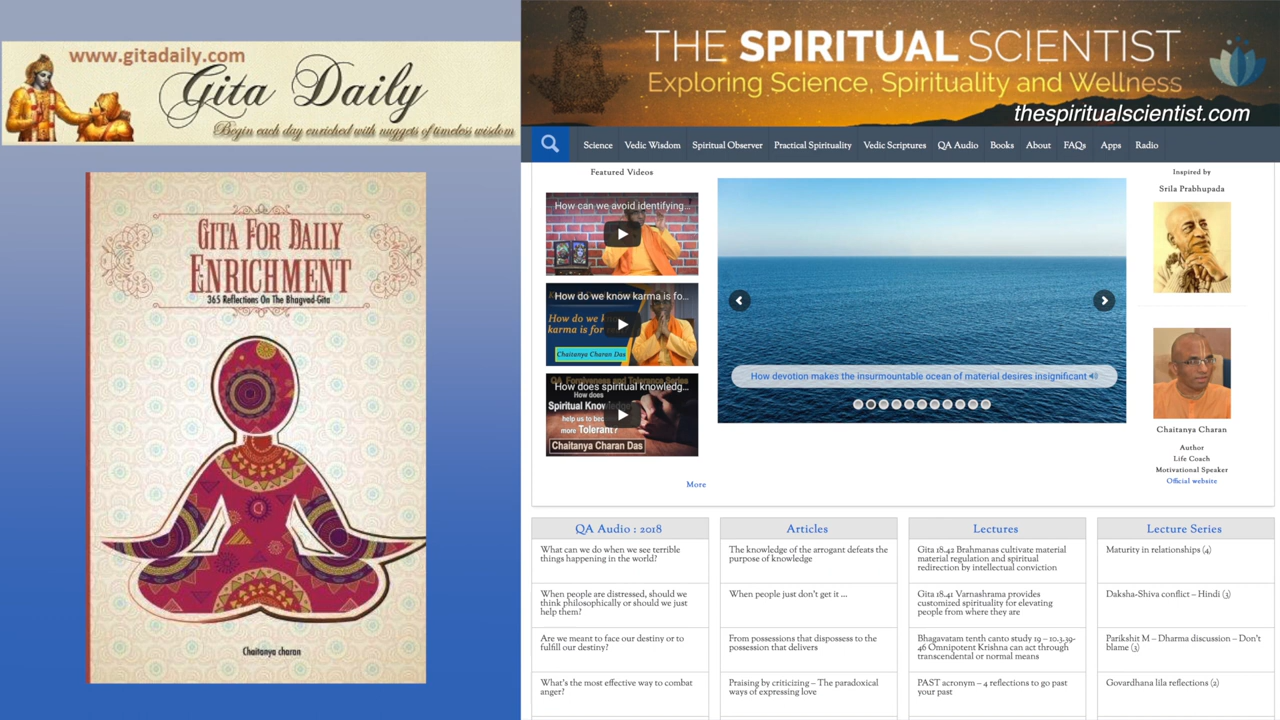 www.gitadaily.com
Gita Daily
Begin each day enriched with nuggets of timeless wisdom
GITA FOR DAILY
ENRICHMENT
365 Reflections On The Bhagvad-Gita
Chaitanya charan
THE SPIRITUAL SCIENTIST
Exploring Science, Spirituality and Wellness
thespiritualscientist.com
Science Vedic Wisdom Spiritual Observer Practical Spirituality Vedic Scriptures QA Audio Books About FAQs Apps Radio
Featured Videos
How can we avoid identifying...
How do we know karma is fo...
How do we k
karma is for r
Chaitanya Charan Das
How does spiritual knowledg...
QA Forgiveness and Tolerance Series
How does
Spiritual Know
help us to bec
more Tolerant?
Chaitanya Charan Das
More
How devotion makes the insurmountable ocean of material desires insignificant
Inspired by
Srila Prabhupada
Chaitanya Charan
Author
Life Coach
Motivational Speaker
Official website
QA Audio : 2018
What can we do when we see terrible
things happening in the world?
When people are distressed, should we
think philosophically or should we just
help them?
Are we meant to face our destiny or to
fulfill our destiny?
What's the most effective way to combat
anger?
Articles
The knowledge of the arrogant defeats the
purpose of knowledge
When people just don't get it ...
From possessions that dispossess to the
possession that delivers
Praising by criticizing – The paradoxical
ways of expressing love
Lectures
Gita 18.42 Brahmanas cultivate material
material regulation and spiritual
redirection by intellectual conviction
Gita 18.41 Varnashrama provides
customized spirituality for elevating
people from where they are
Bhagavatam tenth canto study 19 – 10.3.39-
46 Omnipotent Krishna can act through
transcendental or normal means
PAST acronym – 4 reflections to go past
your past
Lecture Series
Maturity in relationships (4)
Daksha-Shiva conflict – Hindi (3)
Parikshit M – Dharma discussion – Don't
blame (3)
Govardhana lila reflections (2)